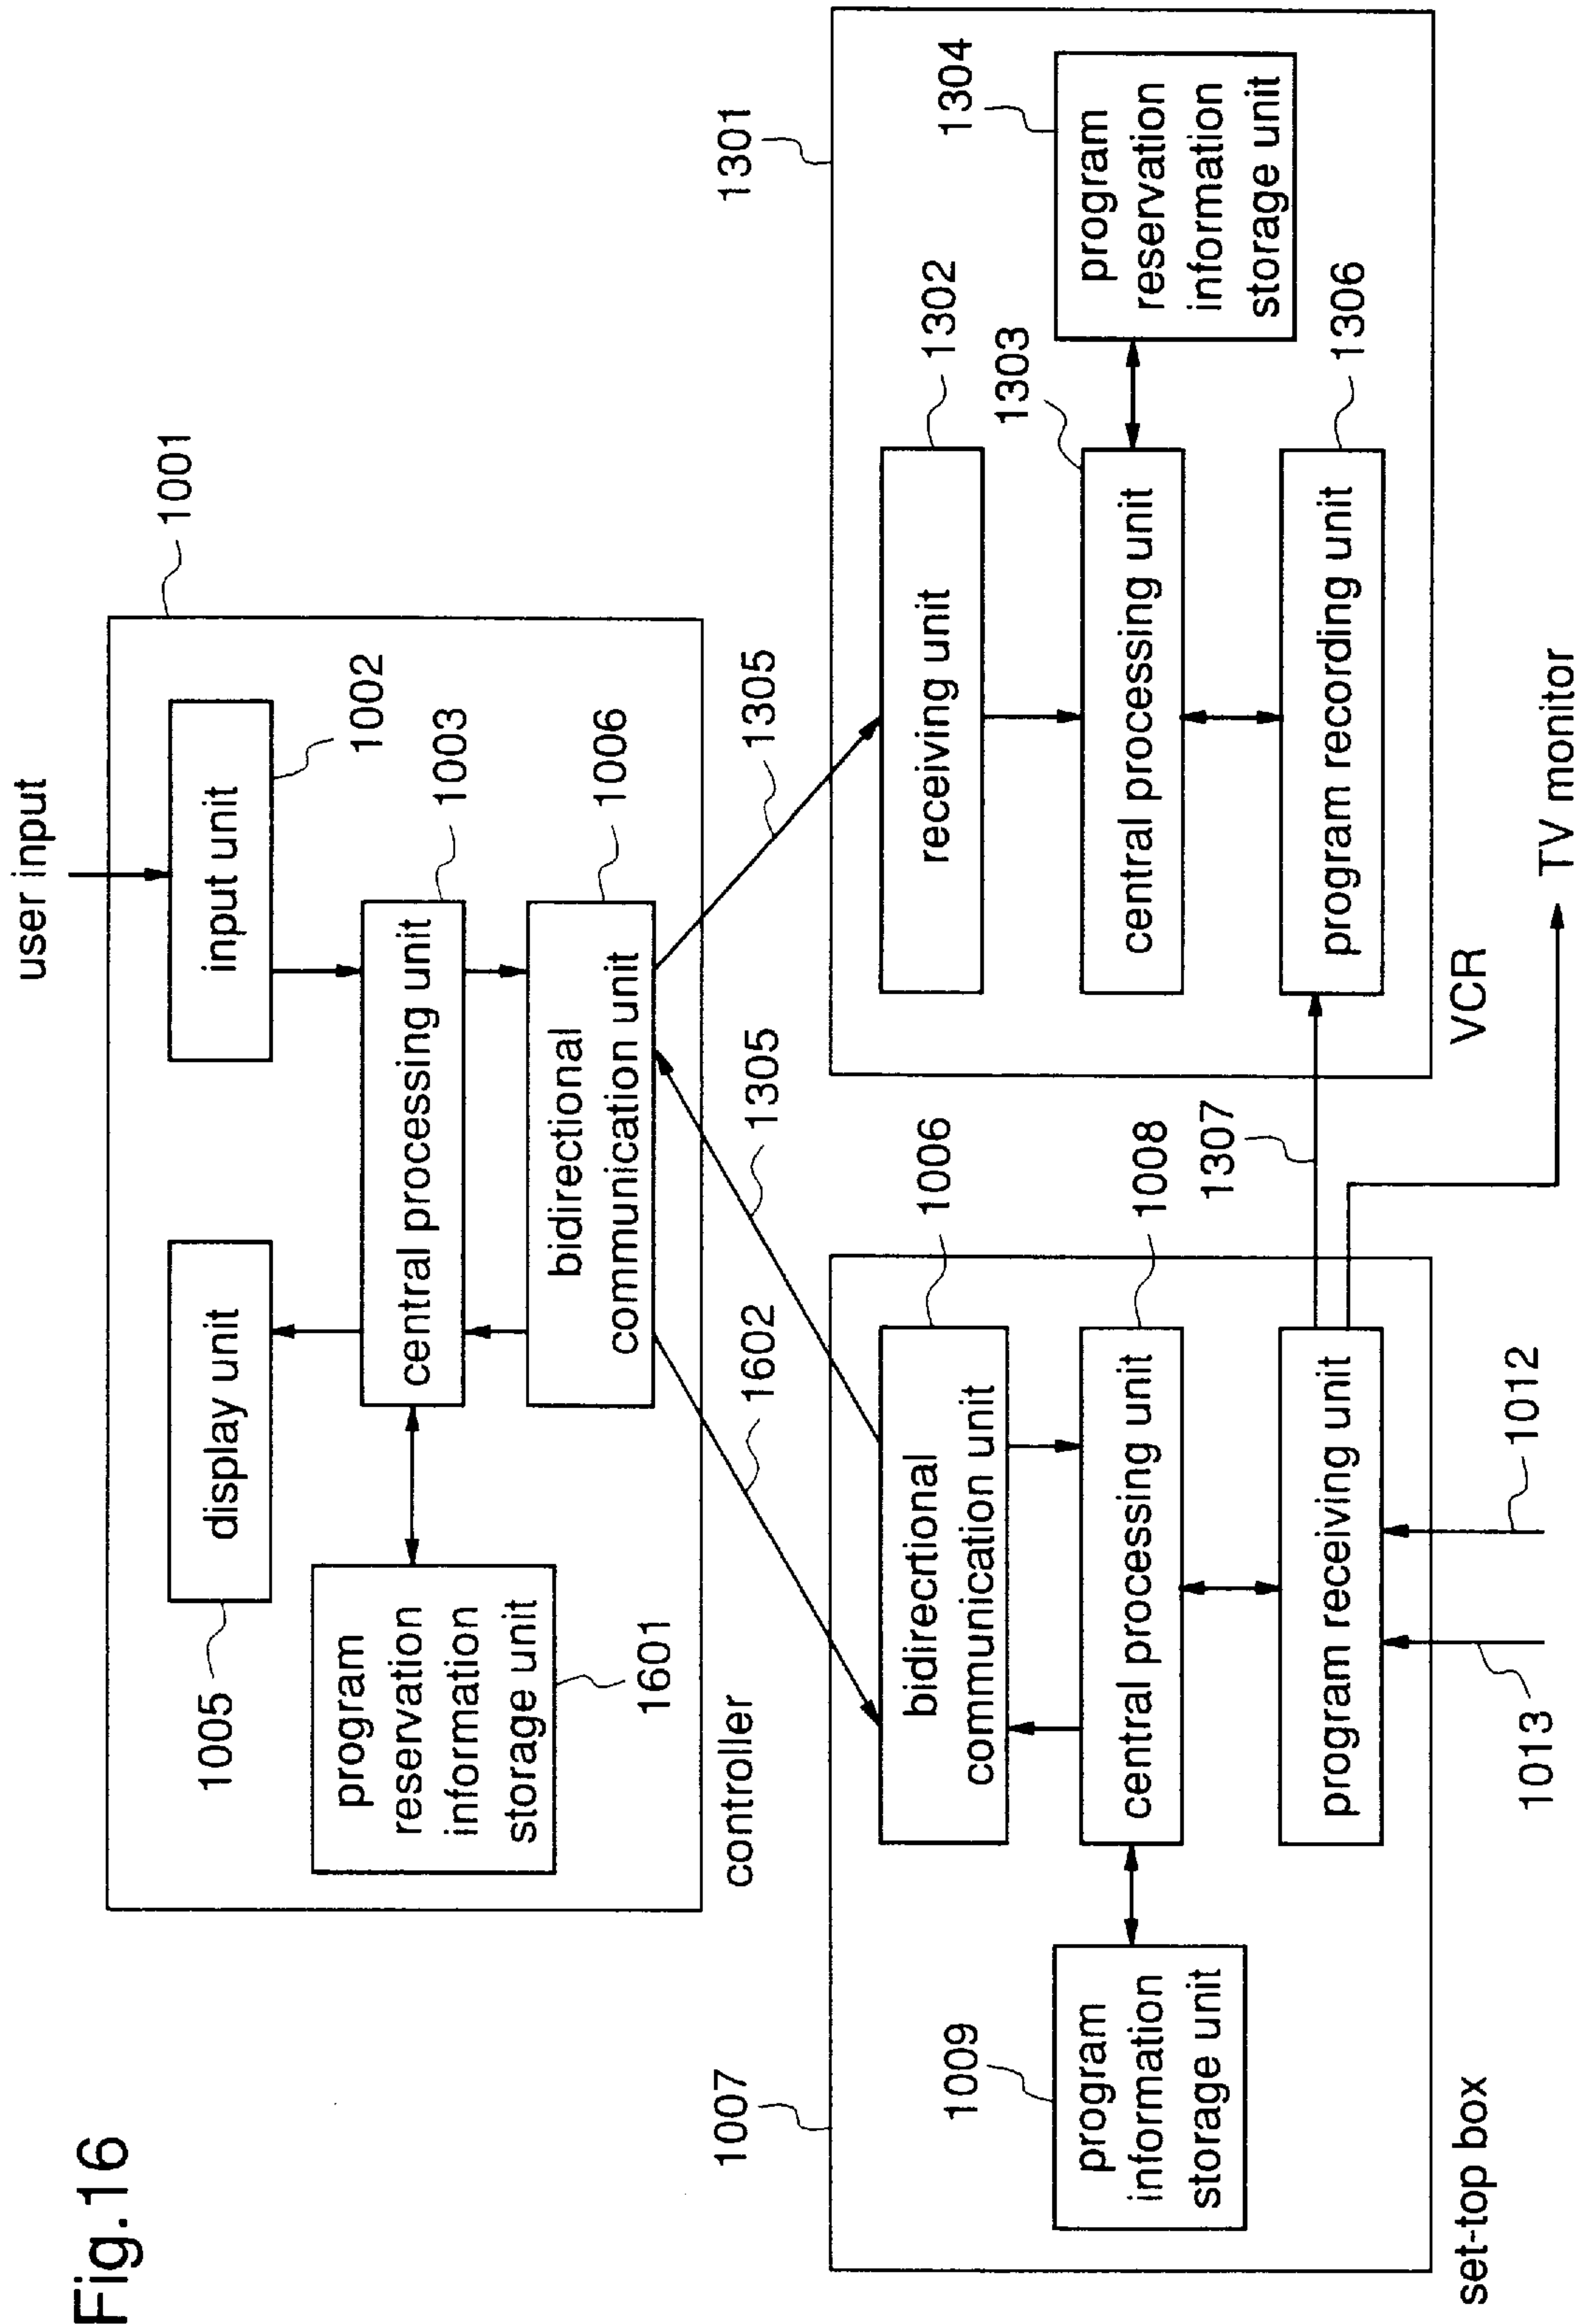 Fig.16
user input
1001
input unit
1002
display unit
1005
central processing unit
1003
program
reservation
information
storage unit
1601
bidirectional
communication unit
1006
controller
1602
1305
1305
1007
bidirecntional
communication unit
1006
program
information
storage unit
1009
central processing unit
1008
program receiving unit
1013
1012
set-top box
1307
1301
receiving unit
1302
central processing unit
1303
program
reservation
information
storage unit
1304
program recording unit
1306
VCR
TV monitor